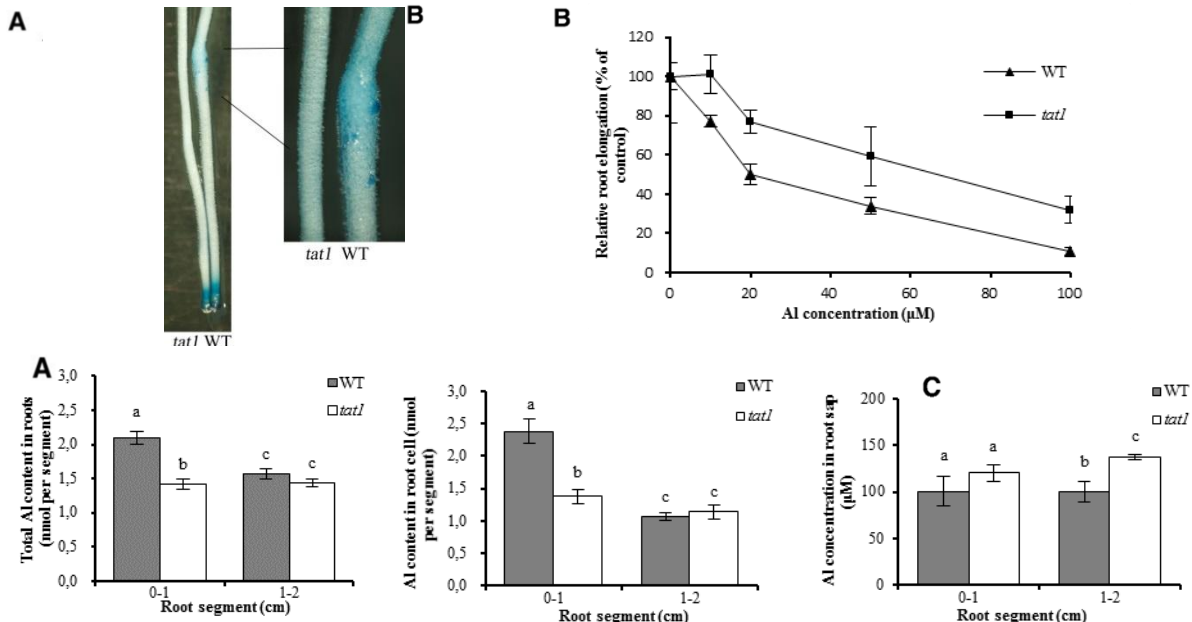 A
B
tat1 WT
tat1 WT
B
Relative root elongation (% of
control)
120
100
80
60
40
20
0
0 20 40 60 80 100
Al concentration (µM)
WT
tat1
A
Total Al content in roots
(nmol per segment)
3,0
2,5
2,0
1,5
1,0
0,5
0,0
a
b
c
c
WT
tat1
0-1 1-2
Root segment (cm)
Al content in root cell (nmol
per segment)
3,0
2,5
2,0
1,5
1,0
0,5
0,0
a
b
c
c
WT
tat1
0-1 1-2
Root segment (cm)
C
Al concentration in root sap
(µM)
200
150
100
50
0
a
a
b
c
WT
tat1
0-1 1-2
Root segment (cm)